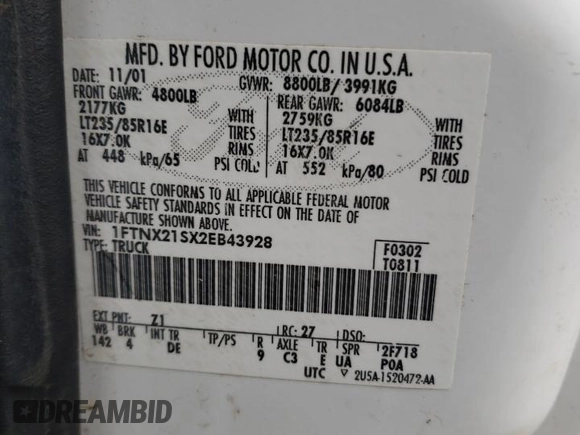 MFD. BY FORD MOTOR CO. IN U.S.A.
DATE: 11/01 GVWR: 8800LB/ 3991KG
FRONT GAWR: 4800LB REAR GAWR: 6084LB
2177KG WITH 2759KG WITH
LT235/85R16E TIRES LT235/85R16E TIRES
16X7.0K RIMS 16X7.0K RIMS
AT 448 kPa/65 PSI COLD AT 552 kPa/80 PSI COLD
THIS VEHICLE CONFORMS TO ALL APPLICABLE FEDERAL MOTOR
VEHICLE SAFETY STANDARDS IN EFFECT ON THE DATE OF
MANUFACTURE SHOWN ABOVE.
VIN: 1FTNX21SX2EB43928 F0302
TYPE: TRUCK T0811
EXT PNT: Z1 RC: 27 DSO:
WB BRK INT TR TP/PS R AXLE TR SPR 2F718
142 4 DE 9 C3 E UA POA
UTC ▽ 2U5A-1520472-AA
DREAMBID